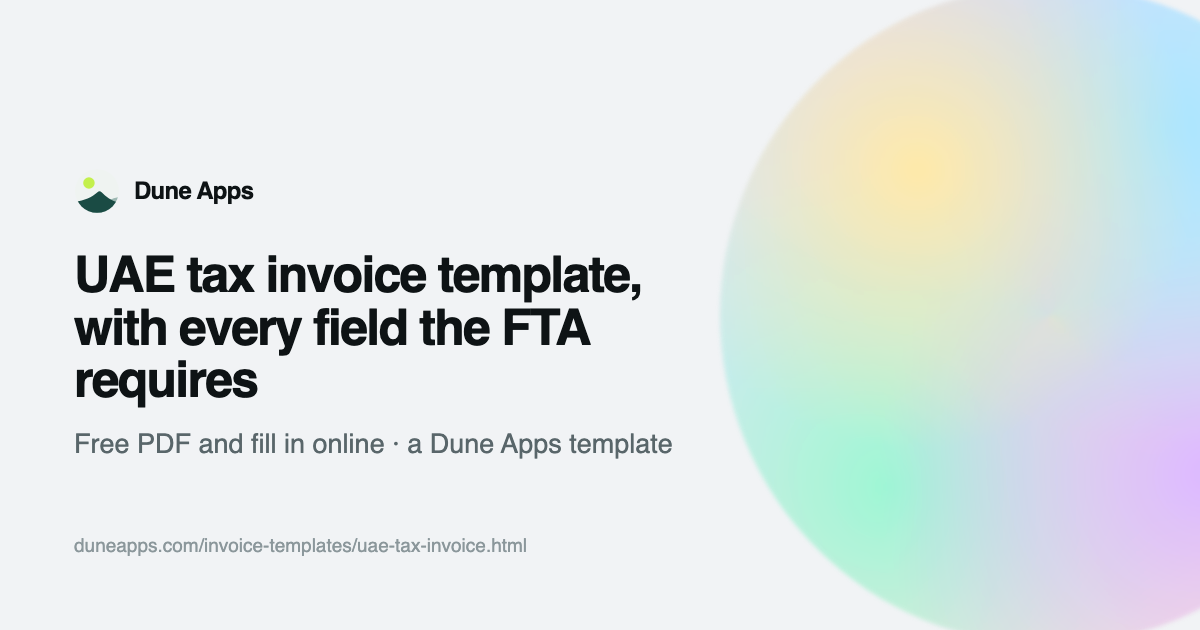 Dune Apps
UAE tax invoice template,
with every field the FTA
requires
Free PDF and fill in online · a Dune Apps template
duneapps.com/invoice-templates/uae-tax-invoice.html